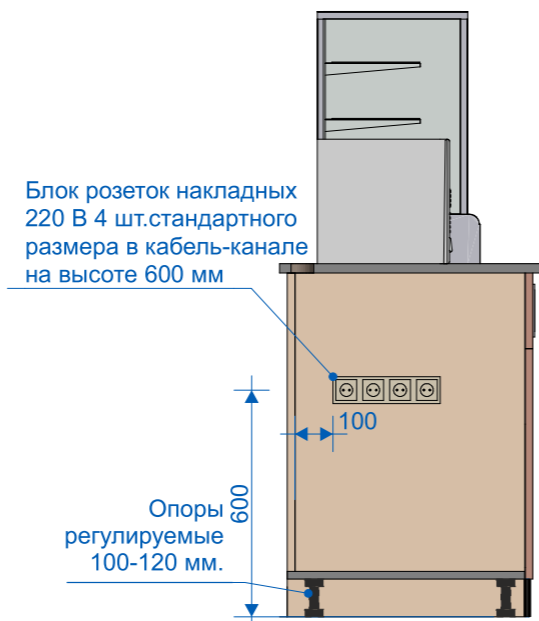 Блок розеток накладных
220 В 4 шт.стандартного
размера в кабель-канале
на высоте 600 мм
100
600
Опоры
регулируемые
100-120 мм.